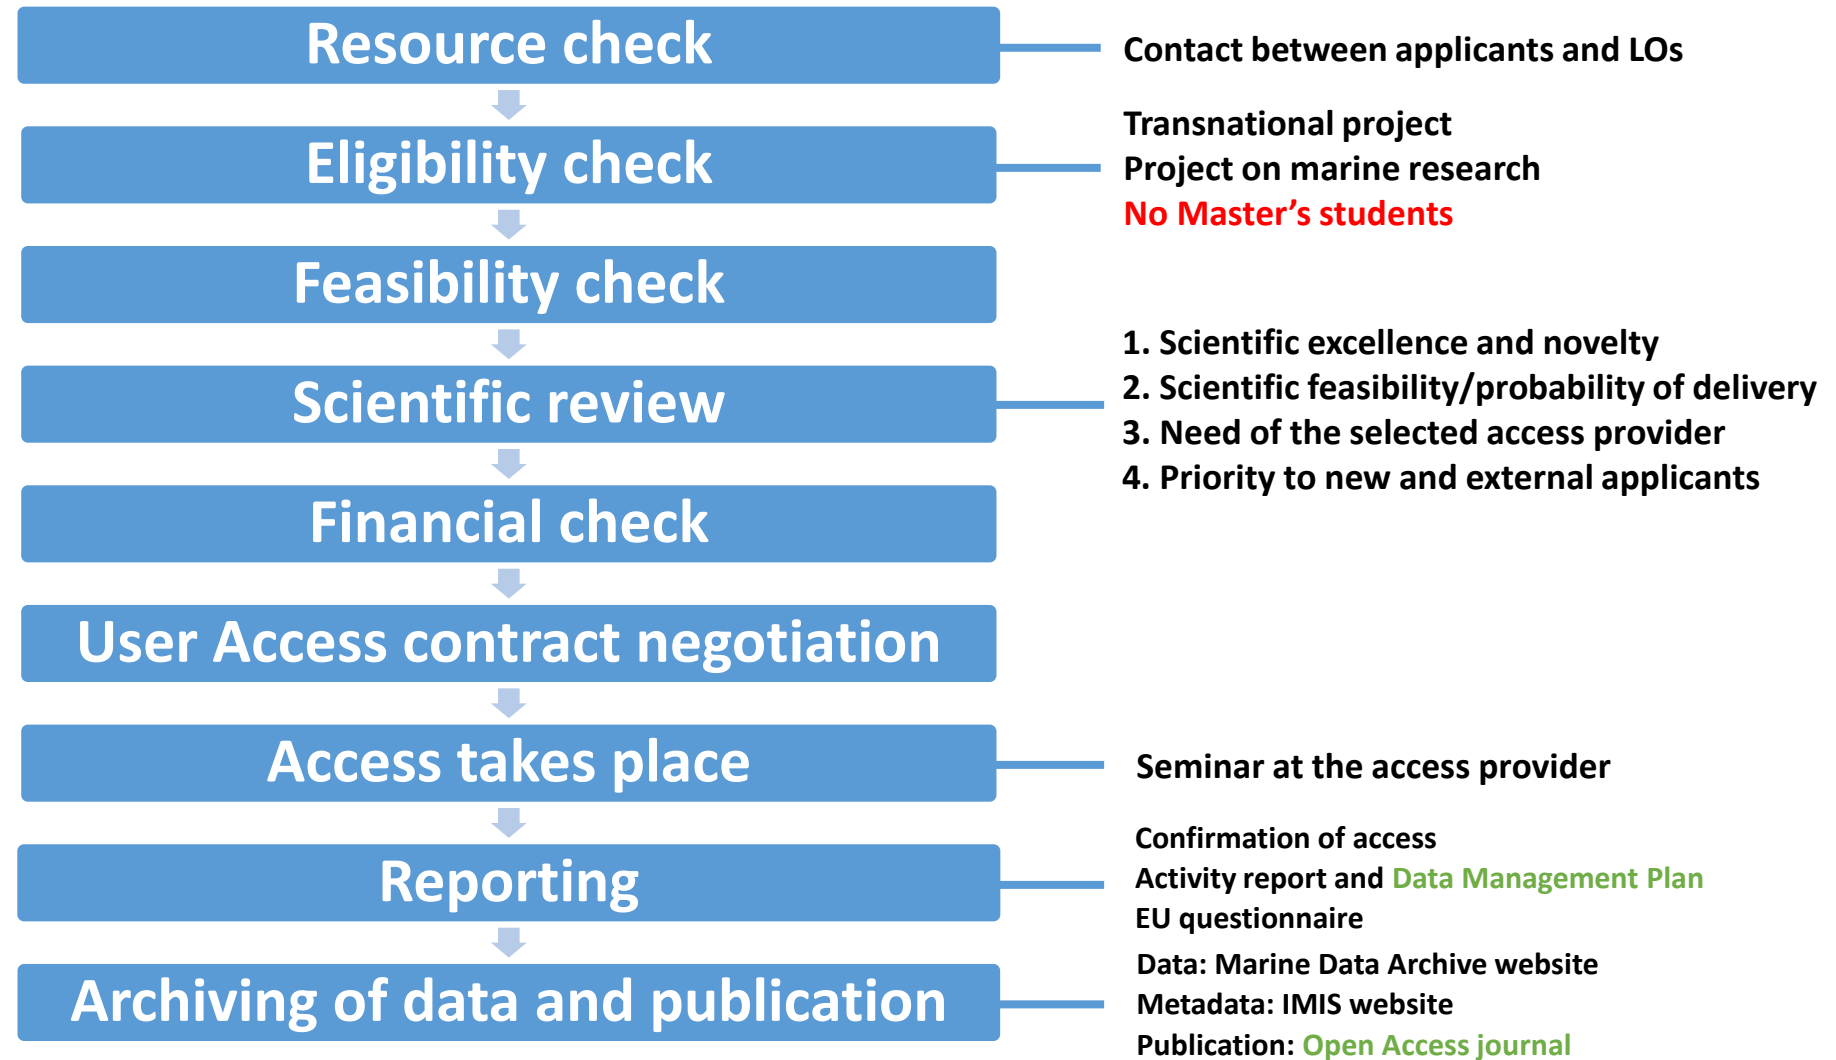 Resource check
Contact between applicants and LOs
Eligibility check
Transnational project
Project on marine research
No Master’s students
Feasibility check
Scientific review
1. Scientific excellence and novelty
2. Scientific feasibility/probability of delivery
3. Need of the selected access provider
4. Priority to new and external applicants
Financial check
User Access contract negotiation
Access takes place
Seminar at the access provider
Reporting
Confirmation of access
Activity report and Data Management Plan
EU questionnaire
Archiving of data and publication
Data: Marine Data Archive website
Metadata: IMIS website
Publication: Open Access journal